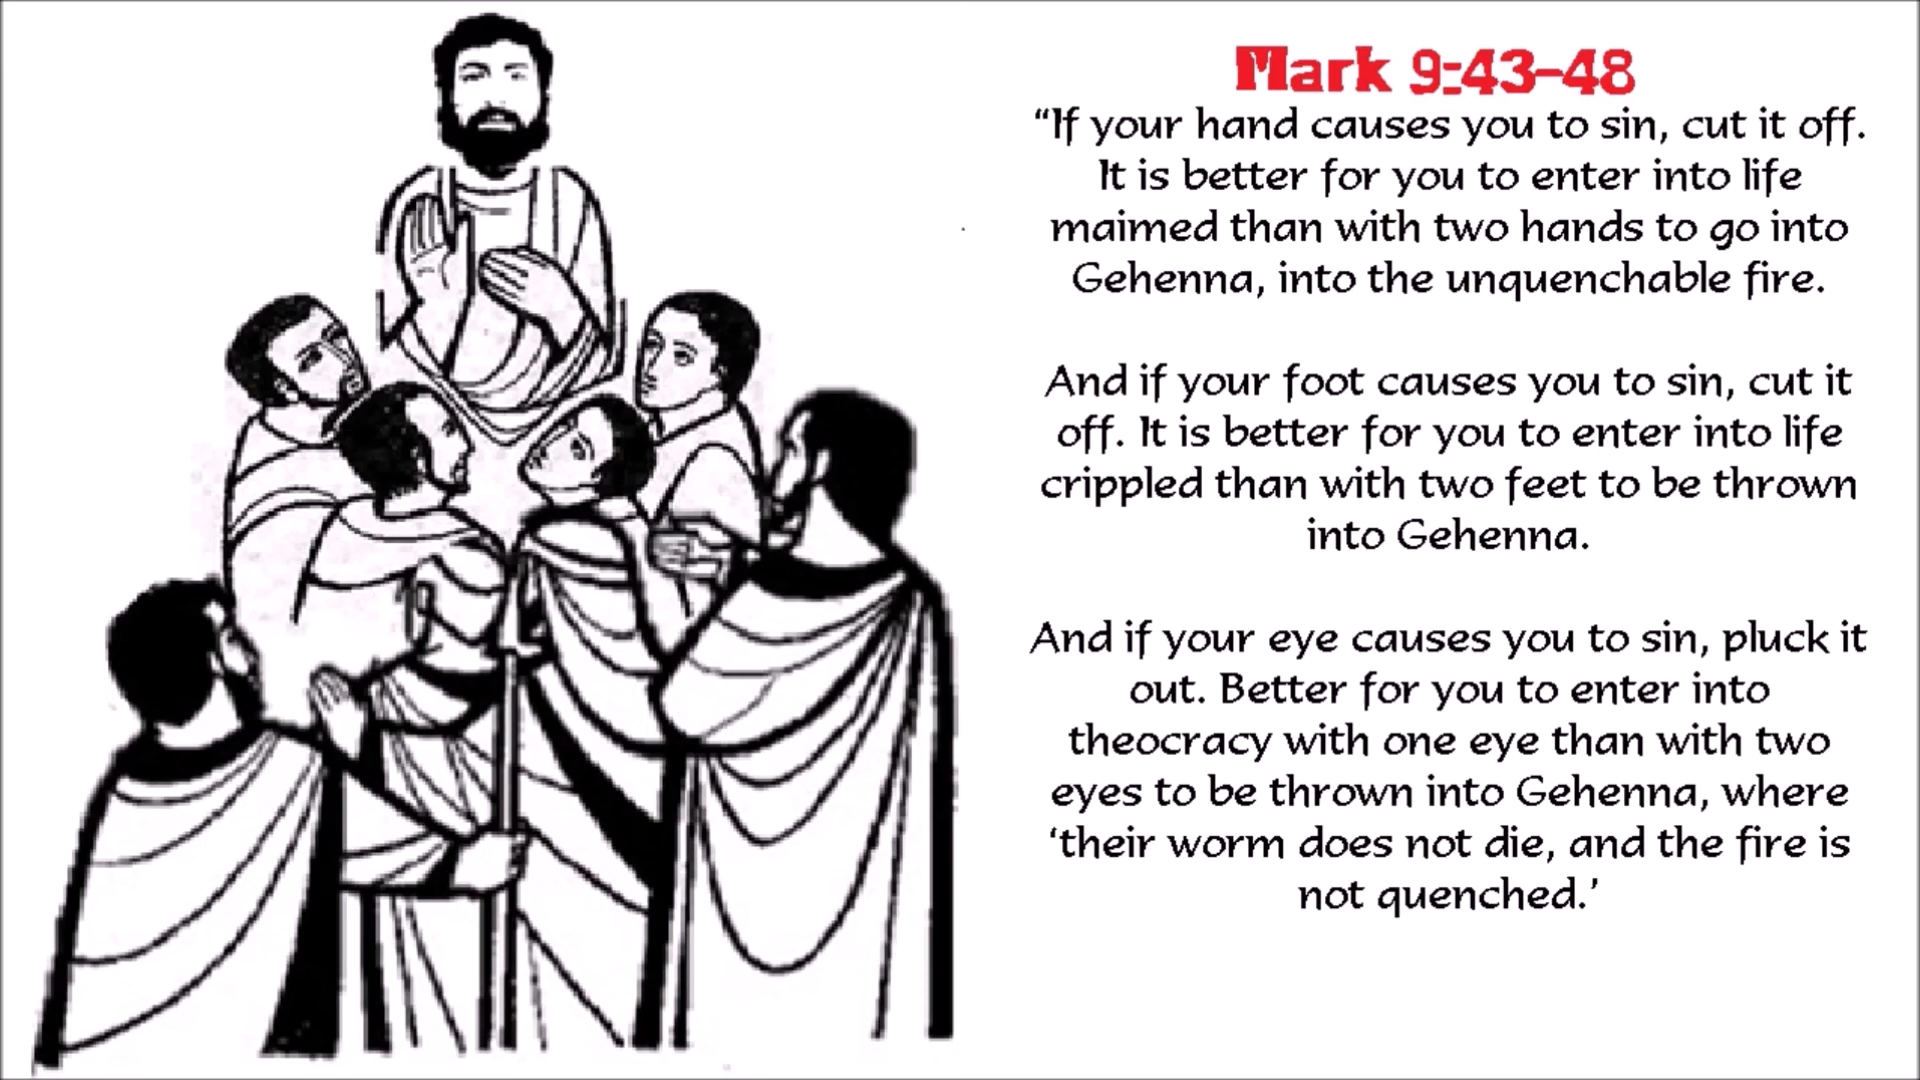 Mark 9:43-48
“If your hand causes you to sin, cut it off.
It is better for you to enter into life
maimed than with two hands to go into
Gehenna, into the unquenchable fire.
And if your foot causes you to sin, cut it
off. It is better for you to enter into life
crippled than with two feet to be thrown
into Gehenna.
And if your eye causes you to sin, pluck it
out. Better for you to enter into
theocracy with one eye than with two
eyes to be thrown into Gehenna, where
‘their worm does not die, and the fire is
not quenched.’